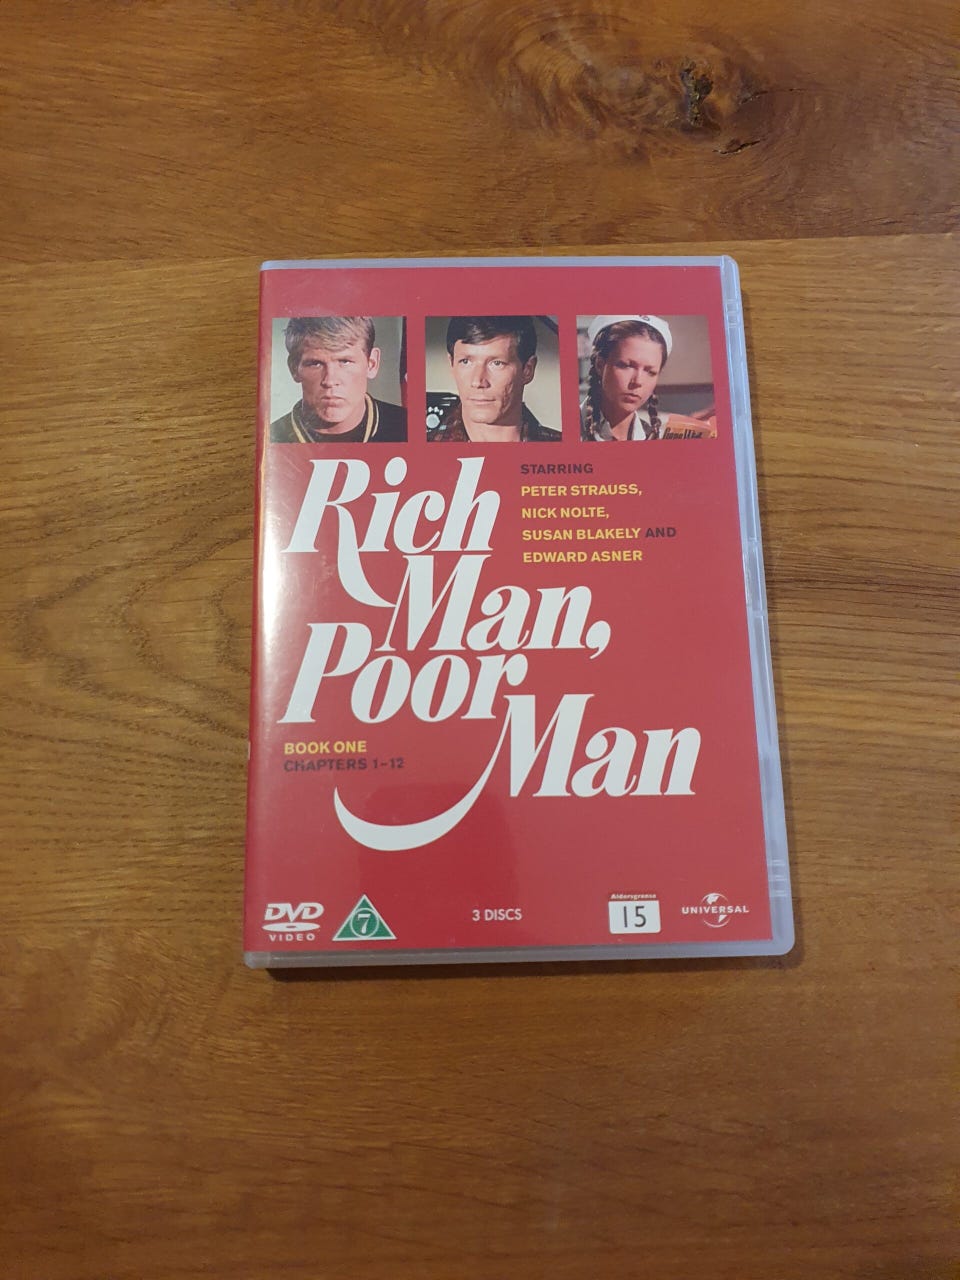 Rich
Man,
Poor
Man
STARRING
PETER STRAUSS,
NICK NOLTE,
SUSAN BLAKELY AND
EDWARD ASNER
BOOK ONE
CHAPTERS 1-12
DVD
VIDEO
7
3 DISCS
Aldersgrense
15
UNIVERSAL